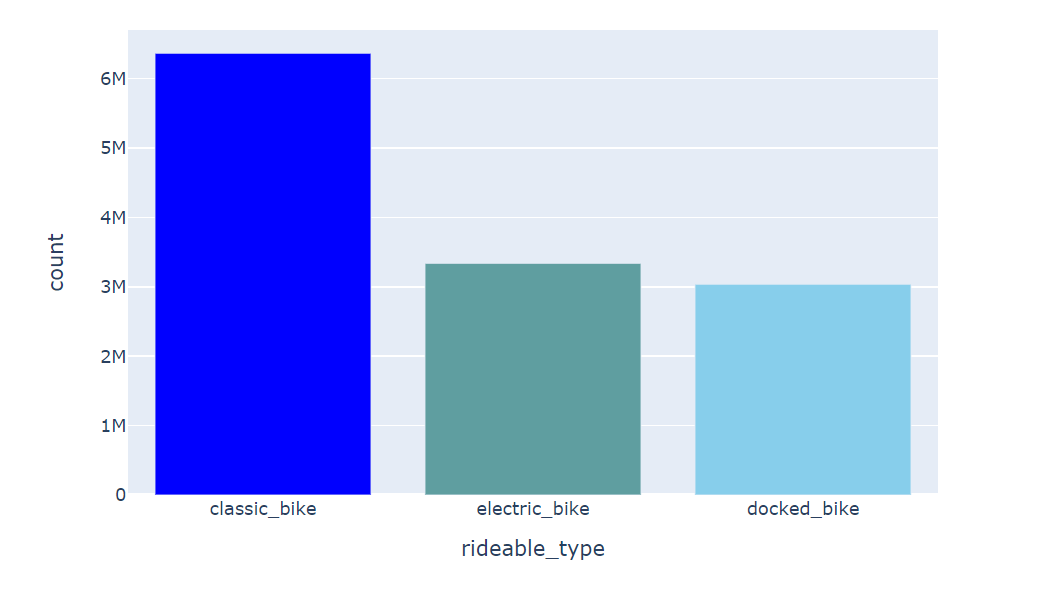 6M
5M
4M
3M
2M
1M
0
count
classic_bike electric_bike docked_bike
rideable_type